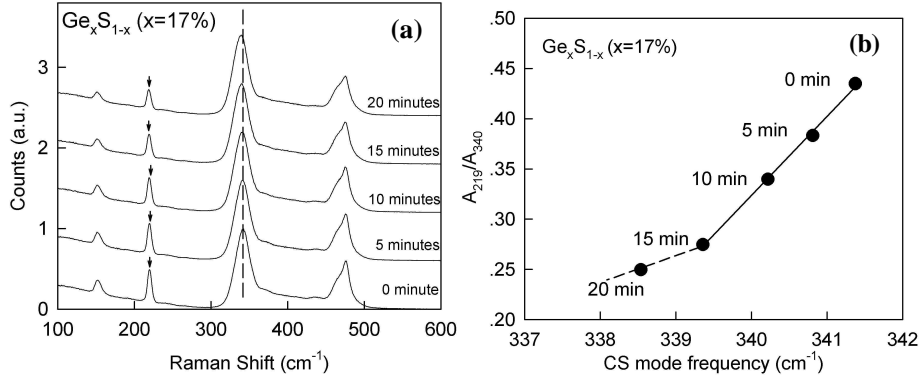 GeₓS₁₋ₓ (x=17%)
(a)
3
2
1
0
Counts (a.u.)
20 minutes
15 minutes
10 minutes
5 minutes
0 minute
100 200 300 400 500 600
Raman Shift (cm⁻¹)
(b)
GeₓS₁₋ₓ(x=17%)
.50
.45
.40
.35
.30
.25
.20
A₂₁₉/A₃₄₀
0 min
5 min
10 min
15 min
20 min
337 338 339 340 341 342
CS mode frequency (cm⁻¹)